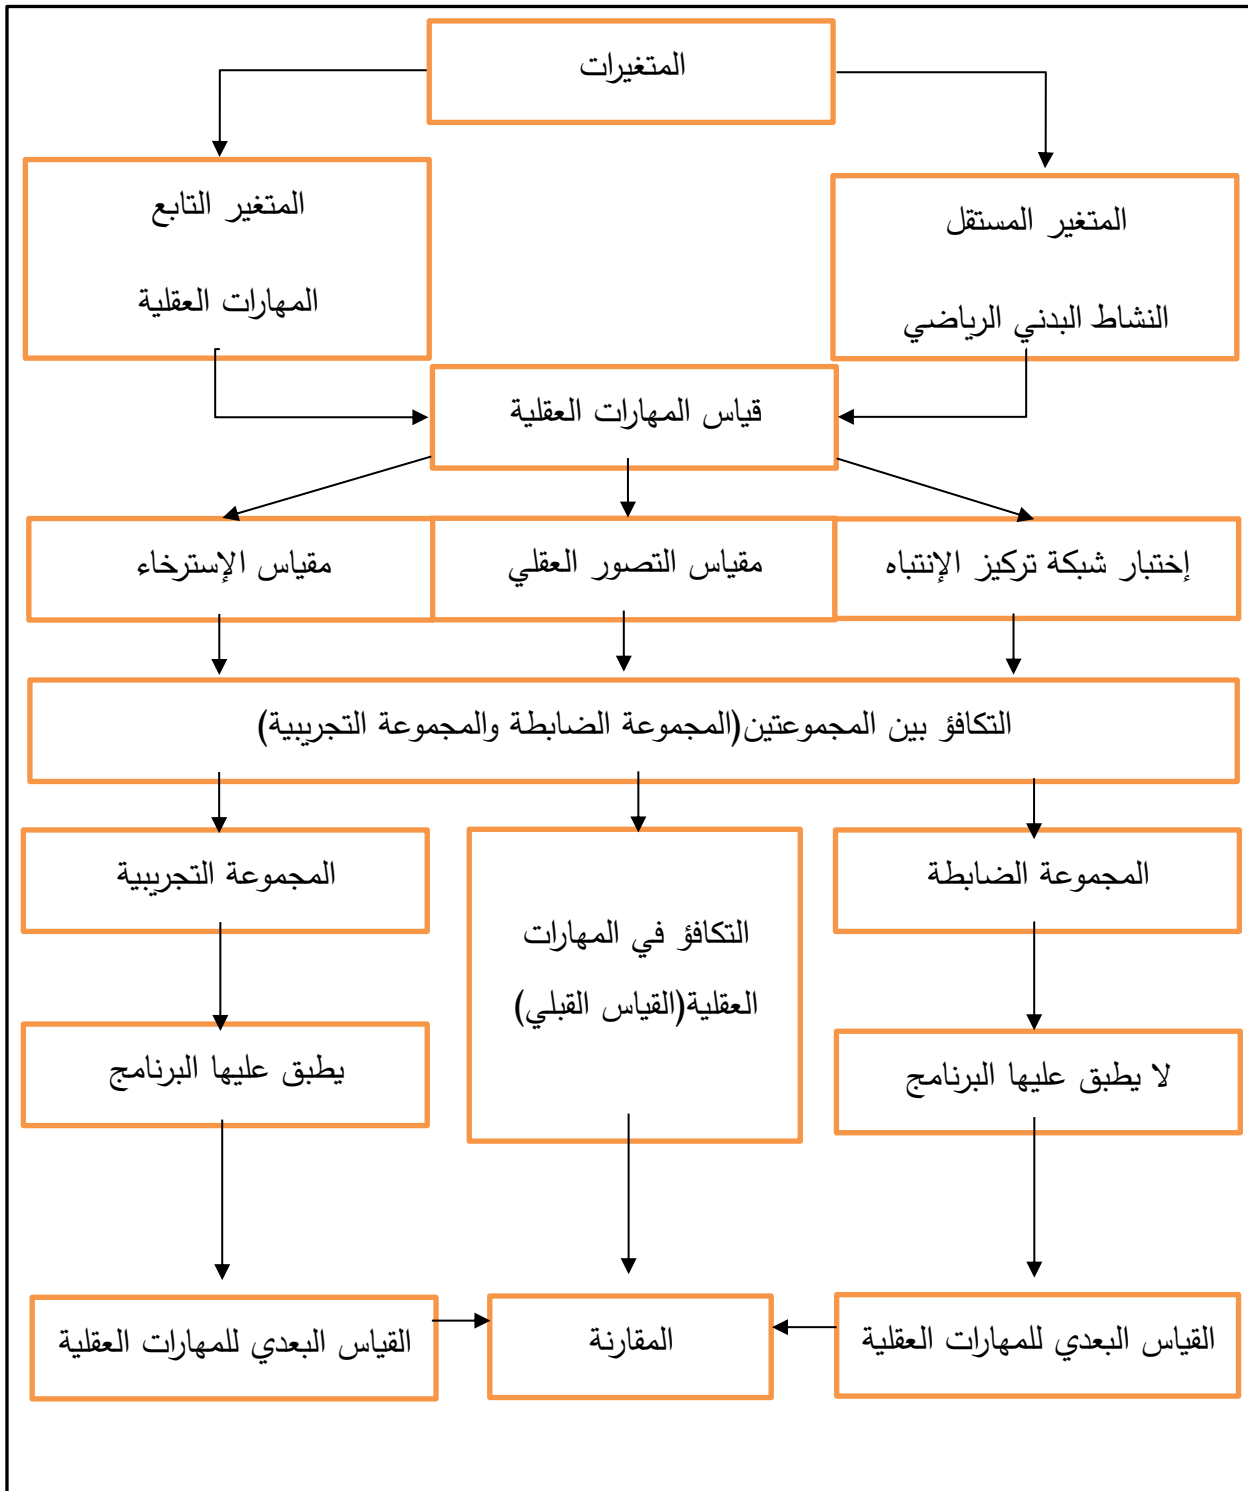 المتغيرات
المتغير المستقل
النشاط البدني الرياضي
المتغير التابع
المهارات العقلية
قياس المهارات العقلية
إختبار شبكة تركيز الإنتباه
مقياس التصور العقلي
مقياس الإسترخاء
التكافؤ بين المجموعتين(المجموعة الضابطة والمجموعة التجريبية)
المجموعة الضابطة
التكافؤ في المهارات
العقلية(القياس القبلي)
المجموعة التجريبية
لا يطبق عليها البرنامج
يطبق عليها البرنامج
القياس البعدي للمهارات العقلية
المقارنة
القياس البعدي للمهارات العقلية